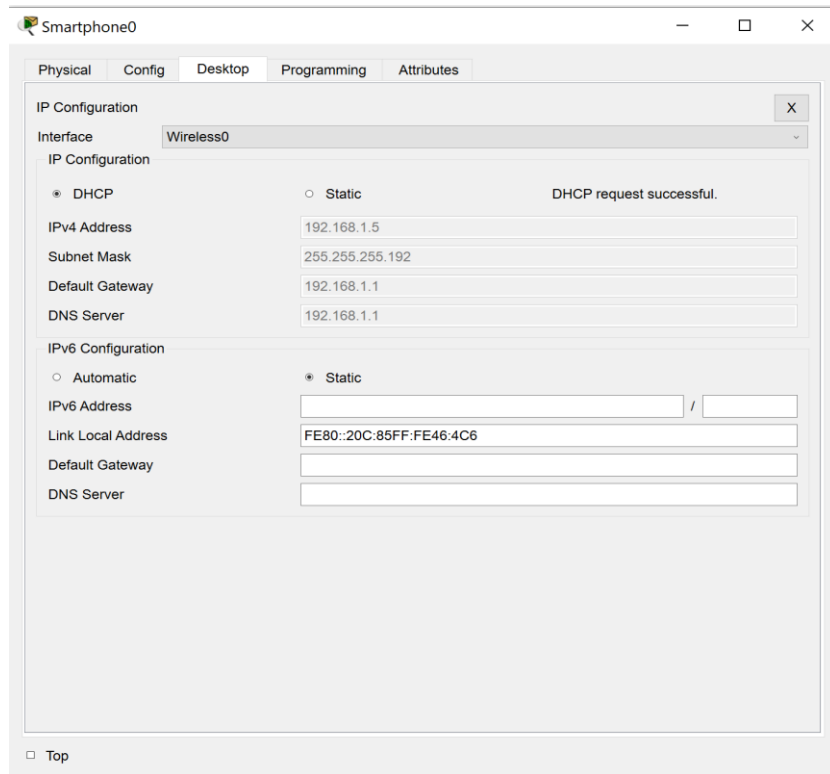 Smartphone0
Physical Config Desktop Programming Attributes
IP Configuration X
Interface Wireless0
IP Configuration
DHCP Static DHCP request successful.
IPv4 Address 192.168.1.5
Subnet Mask 255.255.255.192
Default Gateway 192.168.1.1
DNS Server 192.168.1.1
IPv6 Configuration
Automatic Static
IPv6 Address /
Link Local Address FE80::20C:85FF:FE46:4C6
Default Gateway
DNS Server
Top